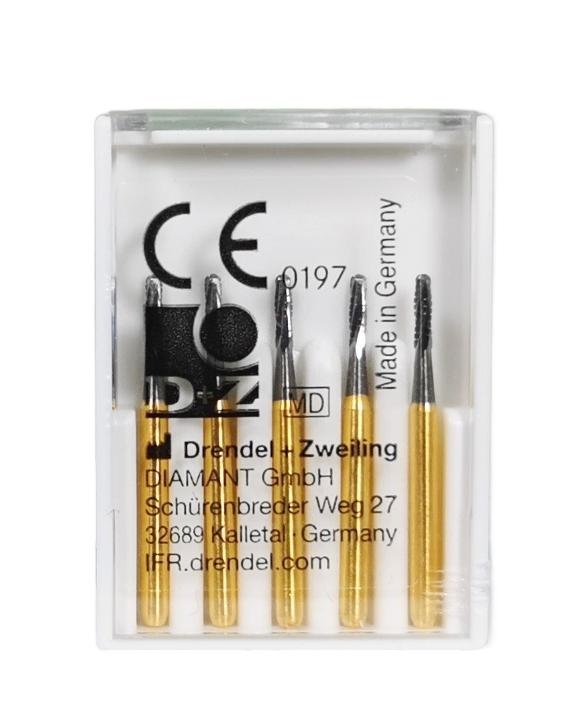 CE 0197
Made in Germany
D+Z
MD
Drendel + Zweiling
DIAMANT GmbH
Schürenbreder Weg 27
32689 Kalletal · Germany
IFR.drendel.com